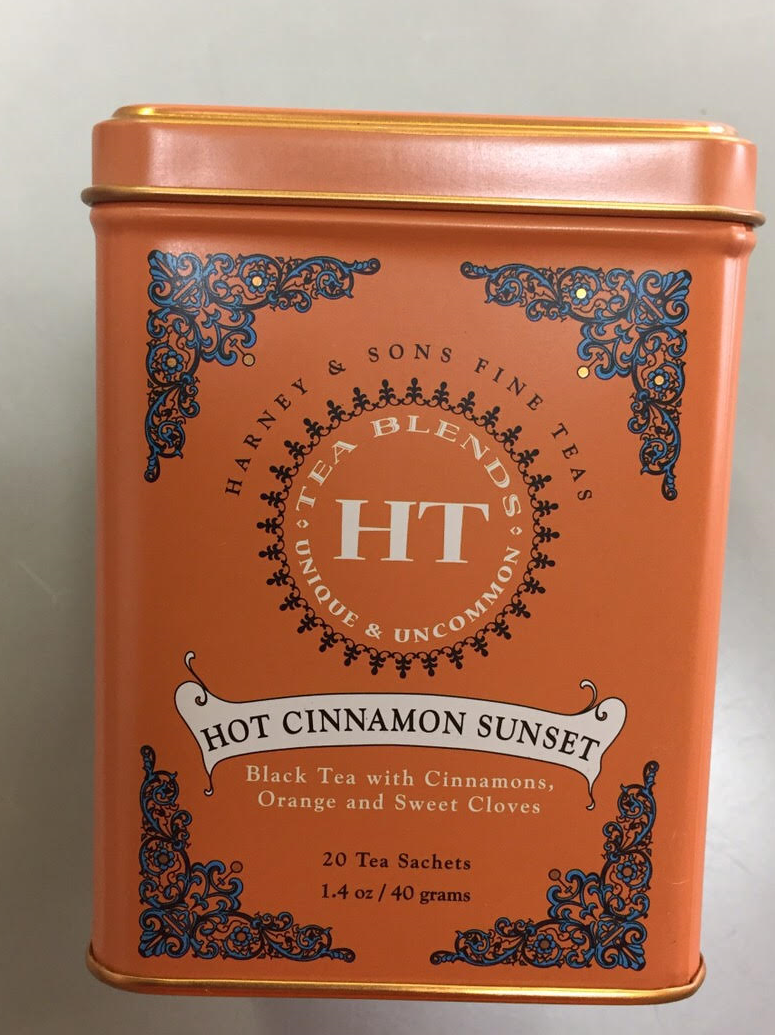 HARNEY & SONS FINE TEAS
TEA BLENDS
HT
UNIQUE & UNCOMMON
HOT CINNAMON SUNSET
Black Tea with Cinnamons,
Orange and Sweet Cloves
20 Tea Sachets
1.4 oz / 40 grams